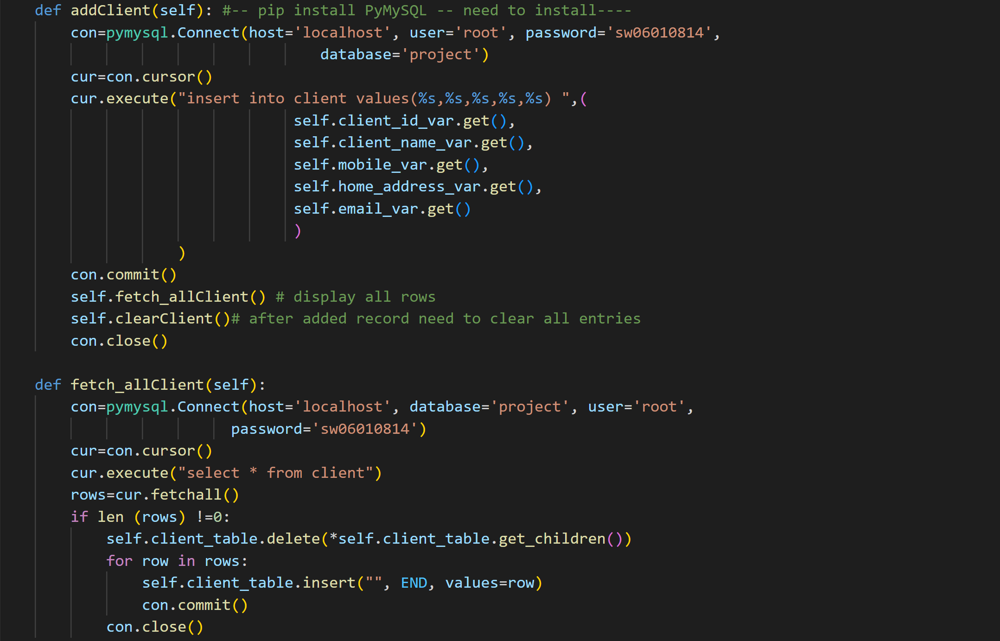 def addClient(self): #-- pip install PyMySQL -- need to install----
    con=pymysql.Connect(host='localhost', user='root', password='sw06010814',
                                database='project')
    cur=con.cursor()
    cur.execute("insert into client values(%s,%s,%s,%s,%s) ",(
                             self.client_id_var.get(),
                             self.client_name_var.get(),
                             self.mobile_var.get(),
                             self.home_address_var.get(),
                             self.email_var.get()
                             )
                )
    con.commit()
    self.fetch_allClient() # display all rows
    self.clearClient()# after added record need to clear all entries
    con.close()

def fetch_allClient(self):
    con=pymysql.Connect(host='localhost', database='project', user='root',
                      password='sw06010814')
    cur=con.cursor()
    cur.execute("select * from client")
    rows=cur.fetchall()
    if len (rows) !=0:
        self.client_table.delete(*self.client_table.get_children())
        for row in rows:
            self.client_table.insert("", END, values=row)
            con.commit()
        con.close()